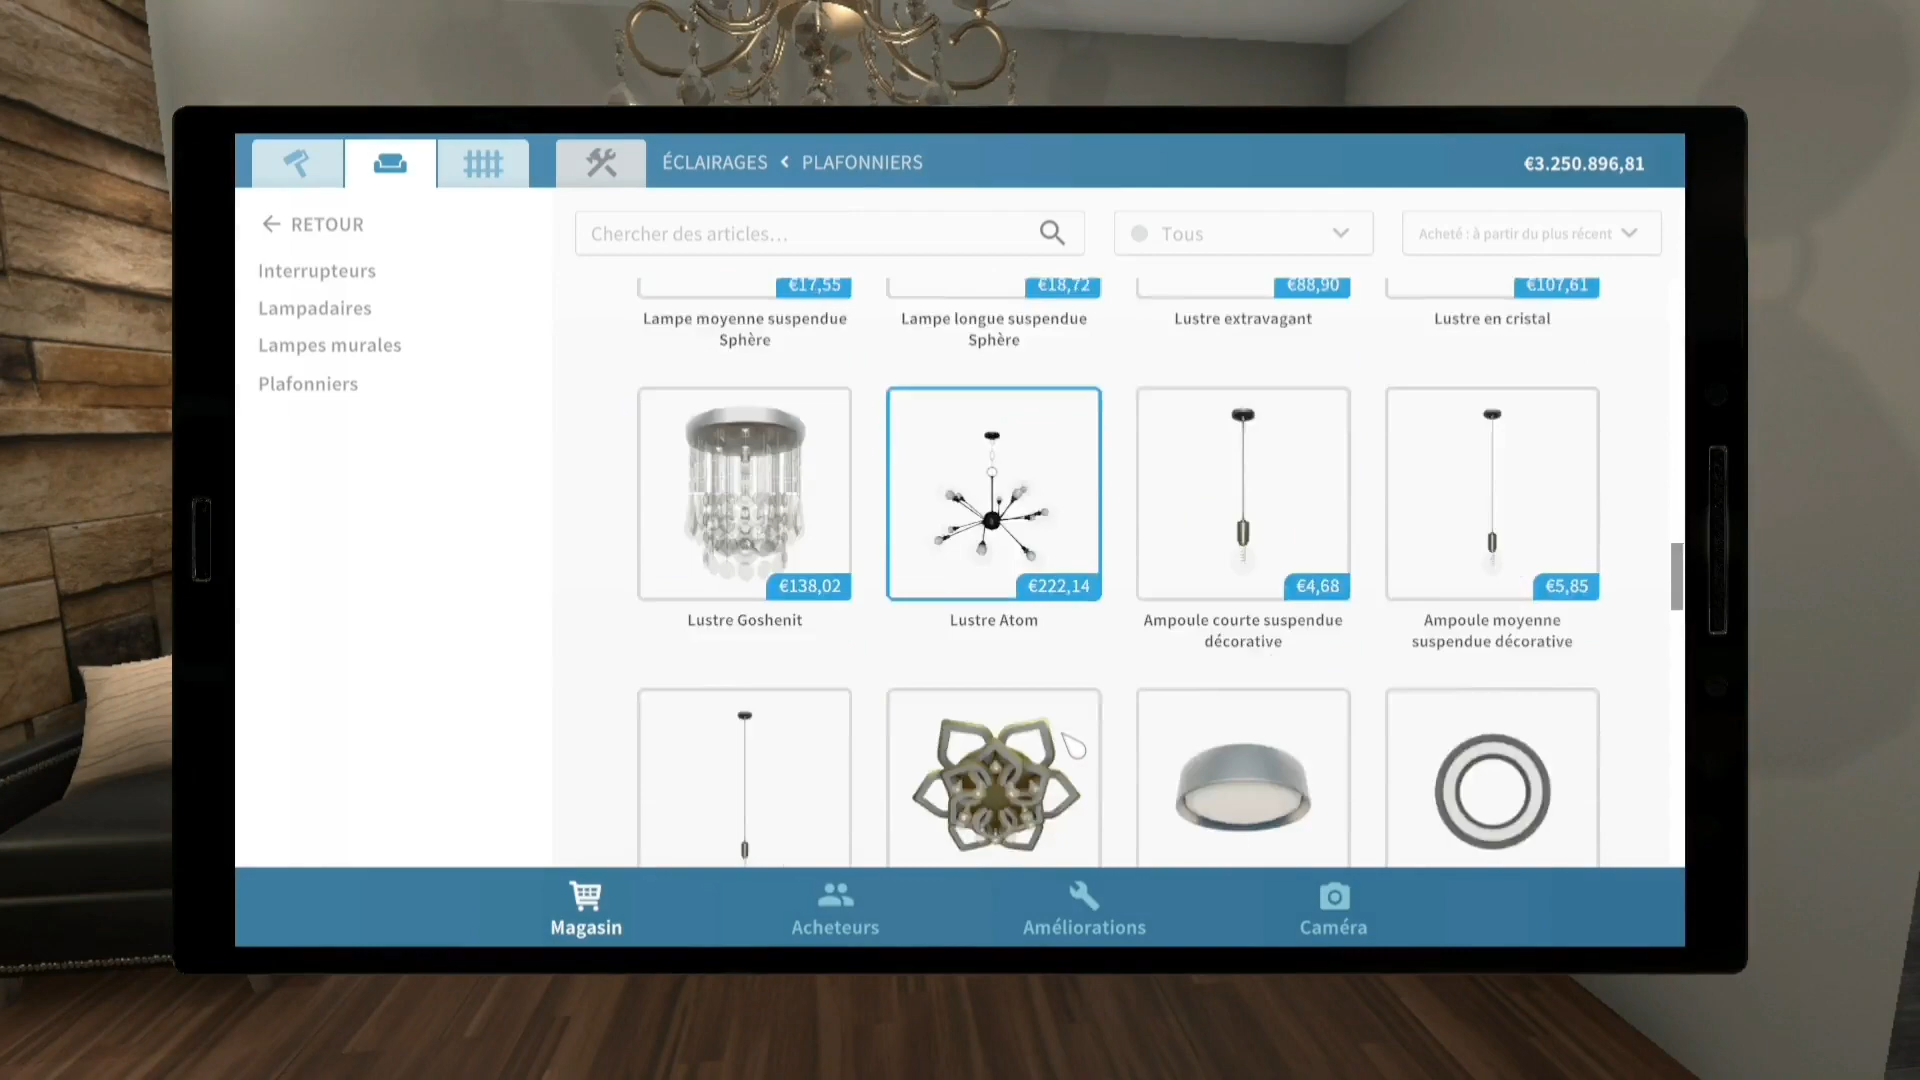 ÉCLAIRAGES < PLAFONNIERS
€3.250.896,81
RETOUR
Interrupteurs
Lampadaires
Lampes murales
Plafonniers
Chercher des articles...
Tous
Acheté : à partir du plus récent
€17,55
€18,72
€88,90
€107,61
Lampe moyenne suspendue
Sphère
Lampe longue suspendue
Sphère
Lustre extravagant
Lustre en cristal
€138,02
€222,14
€4,68
€5,85
Lustre Goshenit
Lustre Atom
Ampoule courte suspendue
décorative
Ampoule moyenne
suspendue décorative
Magasin
Acheteurs
Améliorations
Caméra